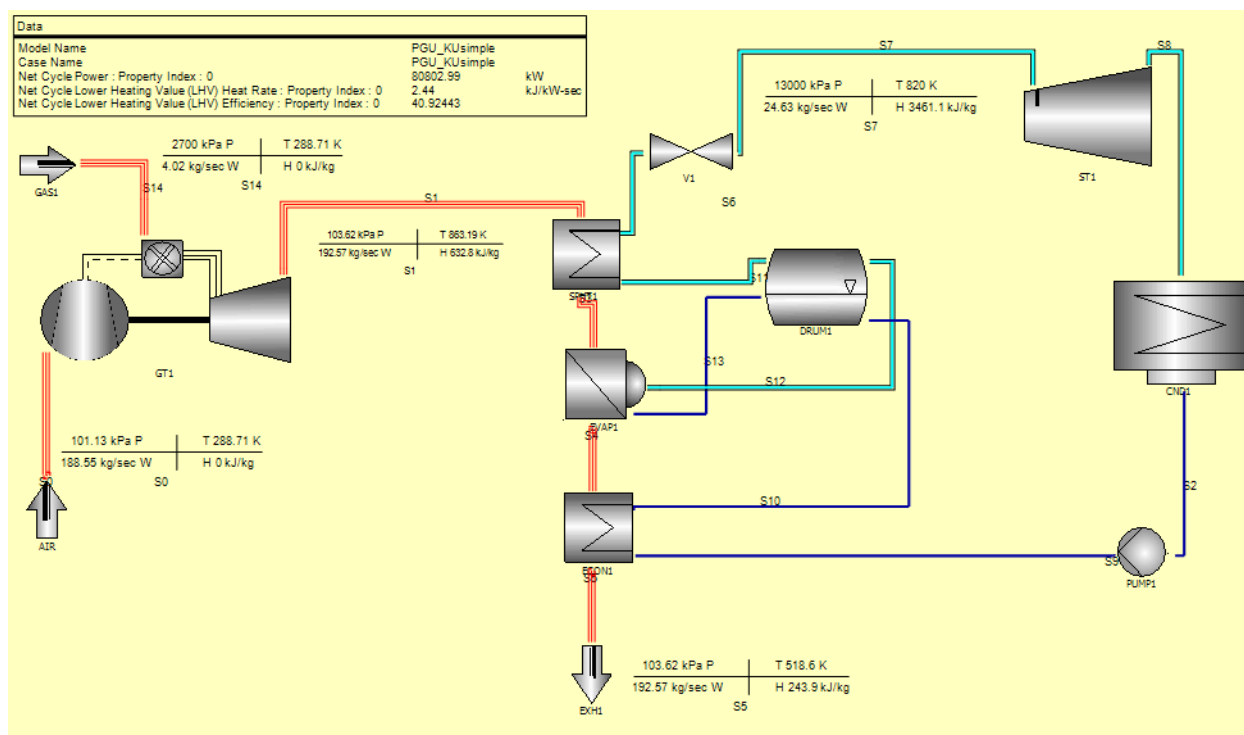 Data
Model Name PGU_KUsimple
Case Name PGU_KUsimple
Net Cycle Power : Property Index : 0 80802.99 kW
Net Cycle Lower Heating Value (LHV) Heat Rate : Property Index : 0 2.44 kJ/kW-sec
Net Cycle Lower Heating Value (LHV) Efficiency : Property Index : 0 40.92443
S7
S8
13000 kPa P T 820 K
24.63 kg/sec W H 3461.1 kJ/kg
S7
2700 kPa P T 288.71 K
4.02 kg/sec W H 0 kJ/kg
S14 S14
GAS1
V1
S6
ST1
S1
103.62 kPa P T 863.19 K
192.57 kg/sec W H 632.8 kJ/kg
S1
S11
DRUM1
GT1
S13
S12
CND1
EVAP1
S4
101.13 kPa P T 288.71 K
188.55 kg/sec W H 0 kJ/kg
S0 S0
AIR
S10
S2
S9
PUMP1
ECON1
S5
103.62 kPa P T 518.6 K
192.57 kg/sec W H 243.9 kJ/kg
S5
EXH1